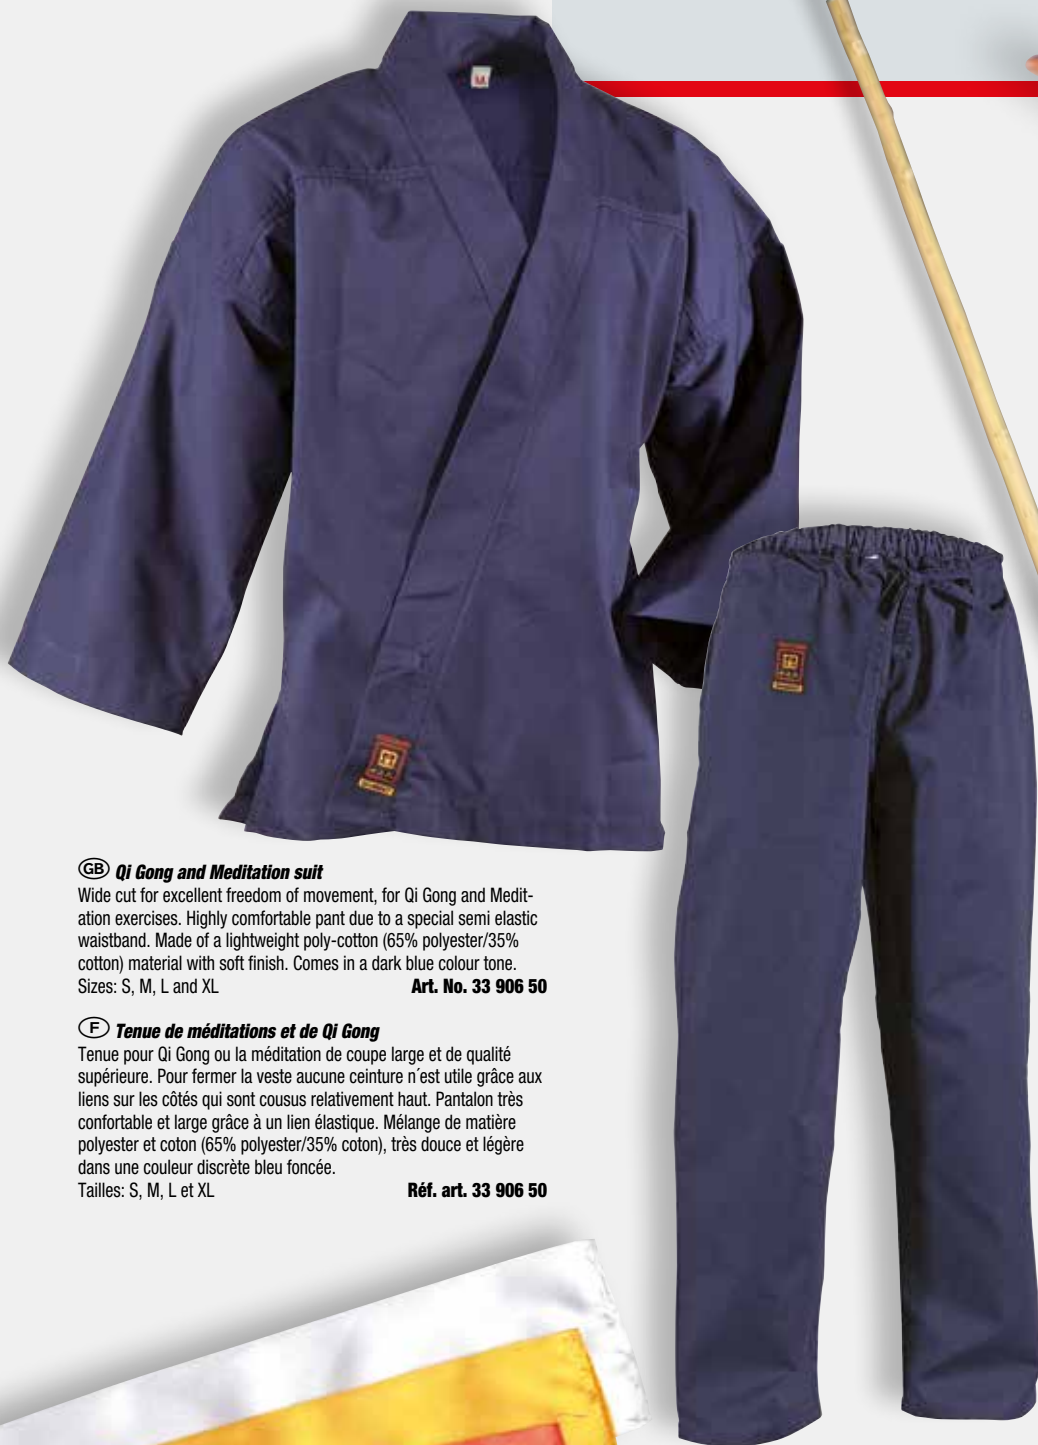 M
GB Qi Gong and Meditation suit
Wide cut for excellent freedom of movement, for Qi Gong and Medit-
ation exercises. Highly comfortable pant due to a special semi elastic
waistband. Made of a lightweight poly-cotton (65% polyester/35%
cotton) material with soft finish. Comes in a dark blue colour tone.
Sizes: S, M, L and XL Art. No. 33 906 50
F Tenue de méditations et de Qi Gong
Tenue pour Qi Gong ou la méditation de coupe large et de qualité
supérieure. Pour fermer la veste aucune ceinture n´est utile grâce aux
liens sur les côtés qui sont cousus relativement haut. Pantalon très
confortable et large grâce à un lien élastique. Mélange de matière
polyester et coton (65% polyester/35% coton), très douce et légère
dans une couleur discrète bleu foncée.
Tailles: S, M, L et XL Réf. art. 33 906 50